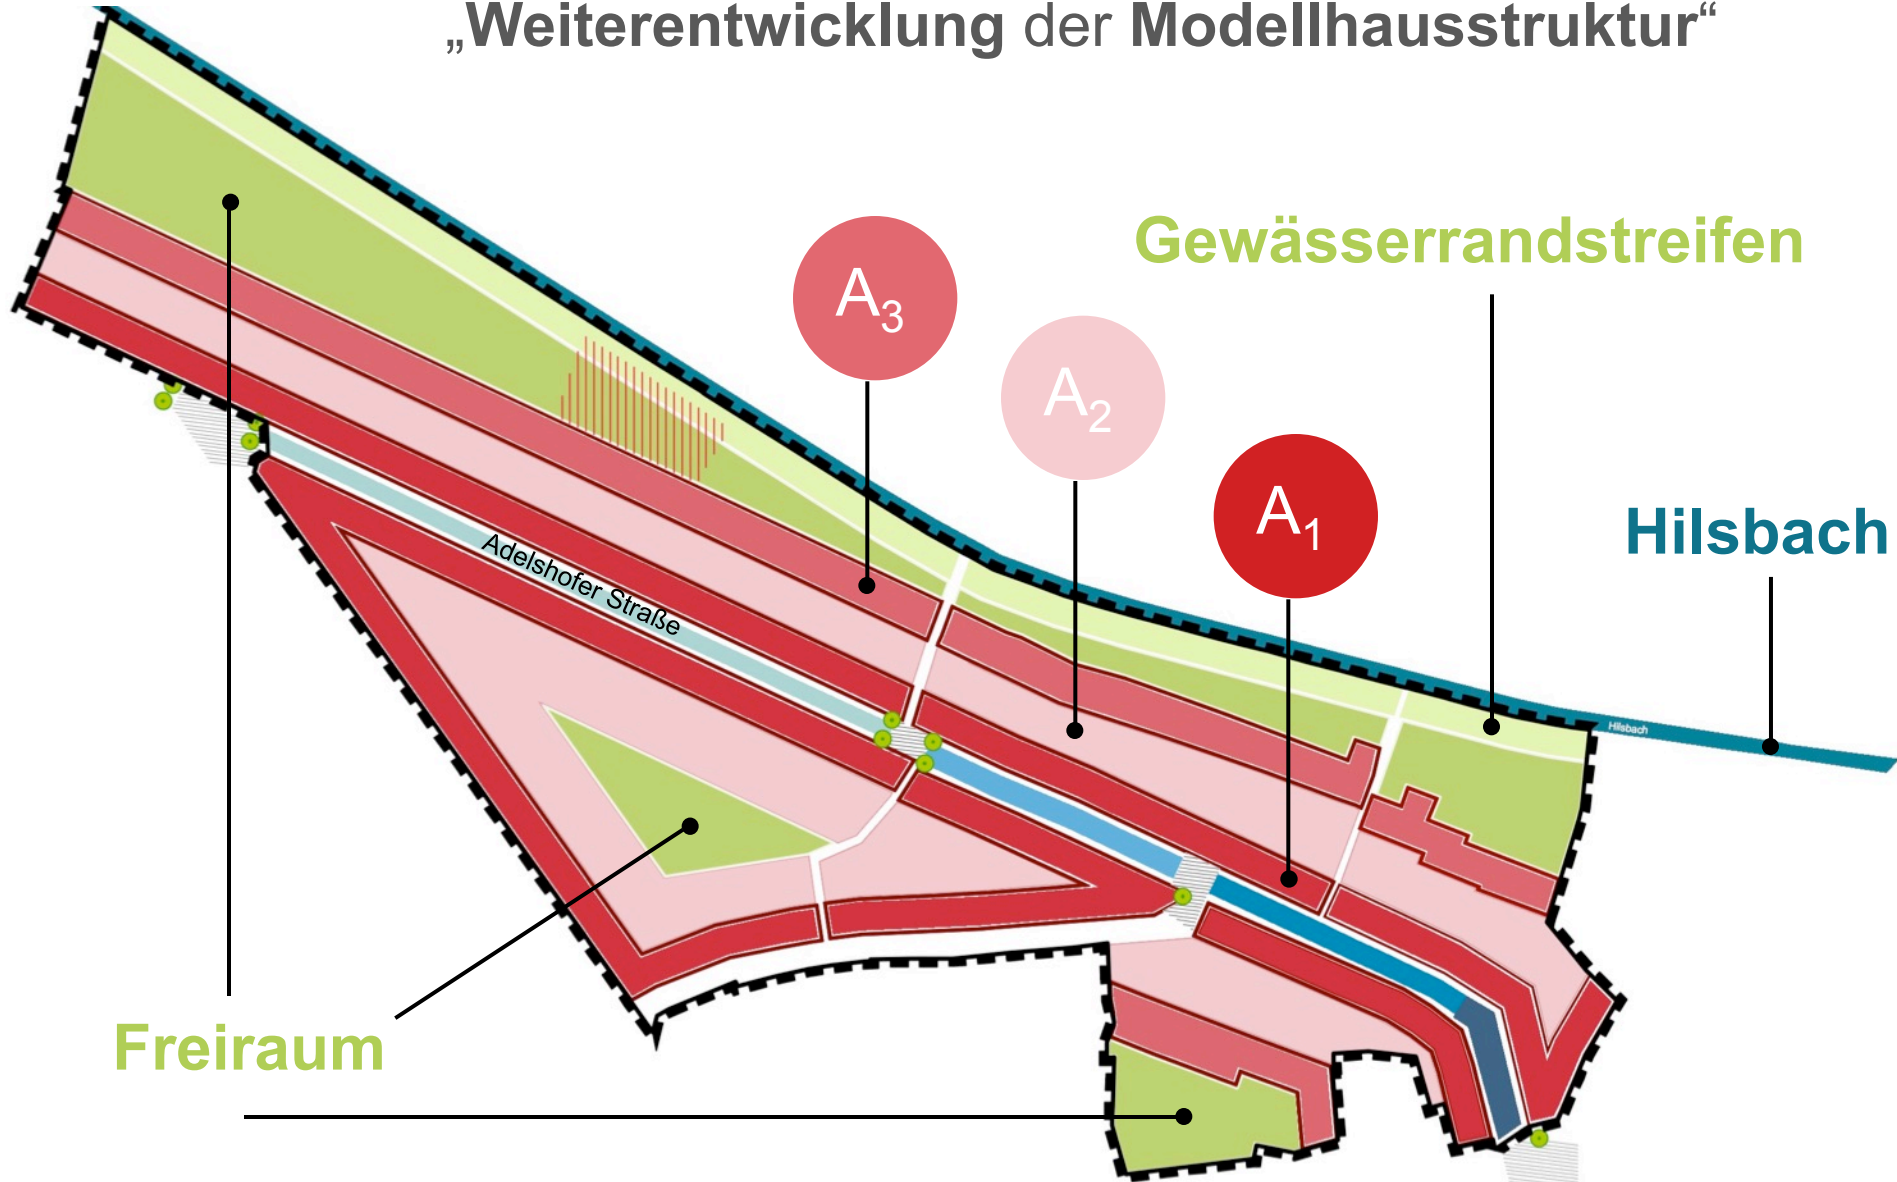 „Weiterentwicklung der Modellhausstruktur“
Gewässerrandstreifen
A3
A2
A1
Hilsbach
Adelshofer Straße
Hilsbach
Freiraum